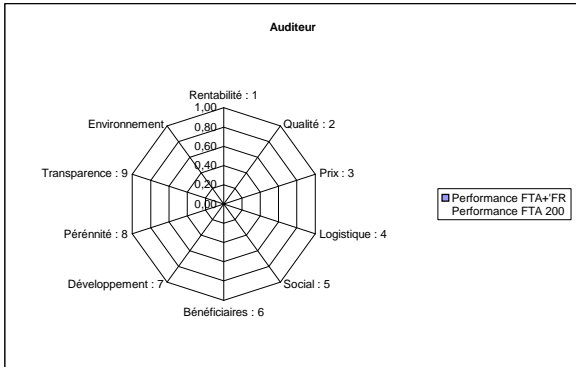 Auditeur
Rentabilité : 1
Qualité : 2
Prix : 3
Logistique : 4
Social : 5
Bénéficiaires : 6
Développement : 7
Pérénnité : 8
Transparence : 9
Environnement
1,00
0,80
0,60
0,40
0,20
0,00
Performance FTA+'FR
Performance FTA 200